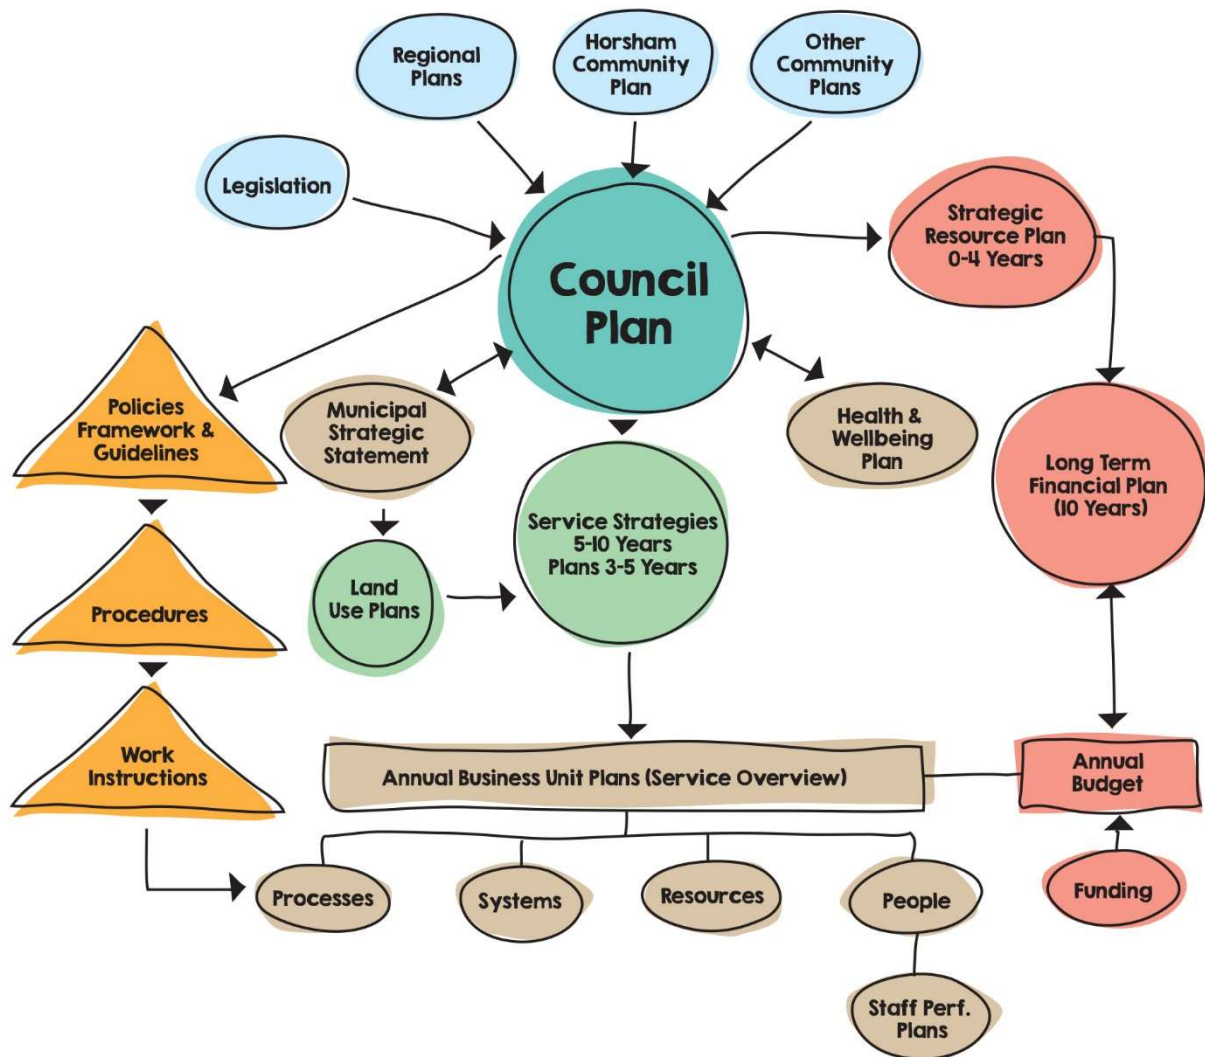 Regional
Plans
Horsham
Community
Plan
Other
Community
Plans
Legislation
Council
Plan
Strategic
Resource Plan
0-4 Years
Policies
Framework &
Guidelines
Municipal
Strategic
Statement
Health &
Wellbeing
Plan
Long Term
Financial Plan
(10 Years)
Service Strategies
5-10 Years
Plans 3-5 Years
Land
Use Plans
Procedures
Work
Instructions
Annual Business Unit Plans (Service Overview)
Annual
Budget
Processes
Systems
Resources
People
Funding
Staff Perf.
Plans